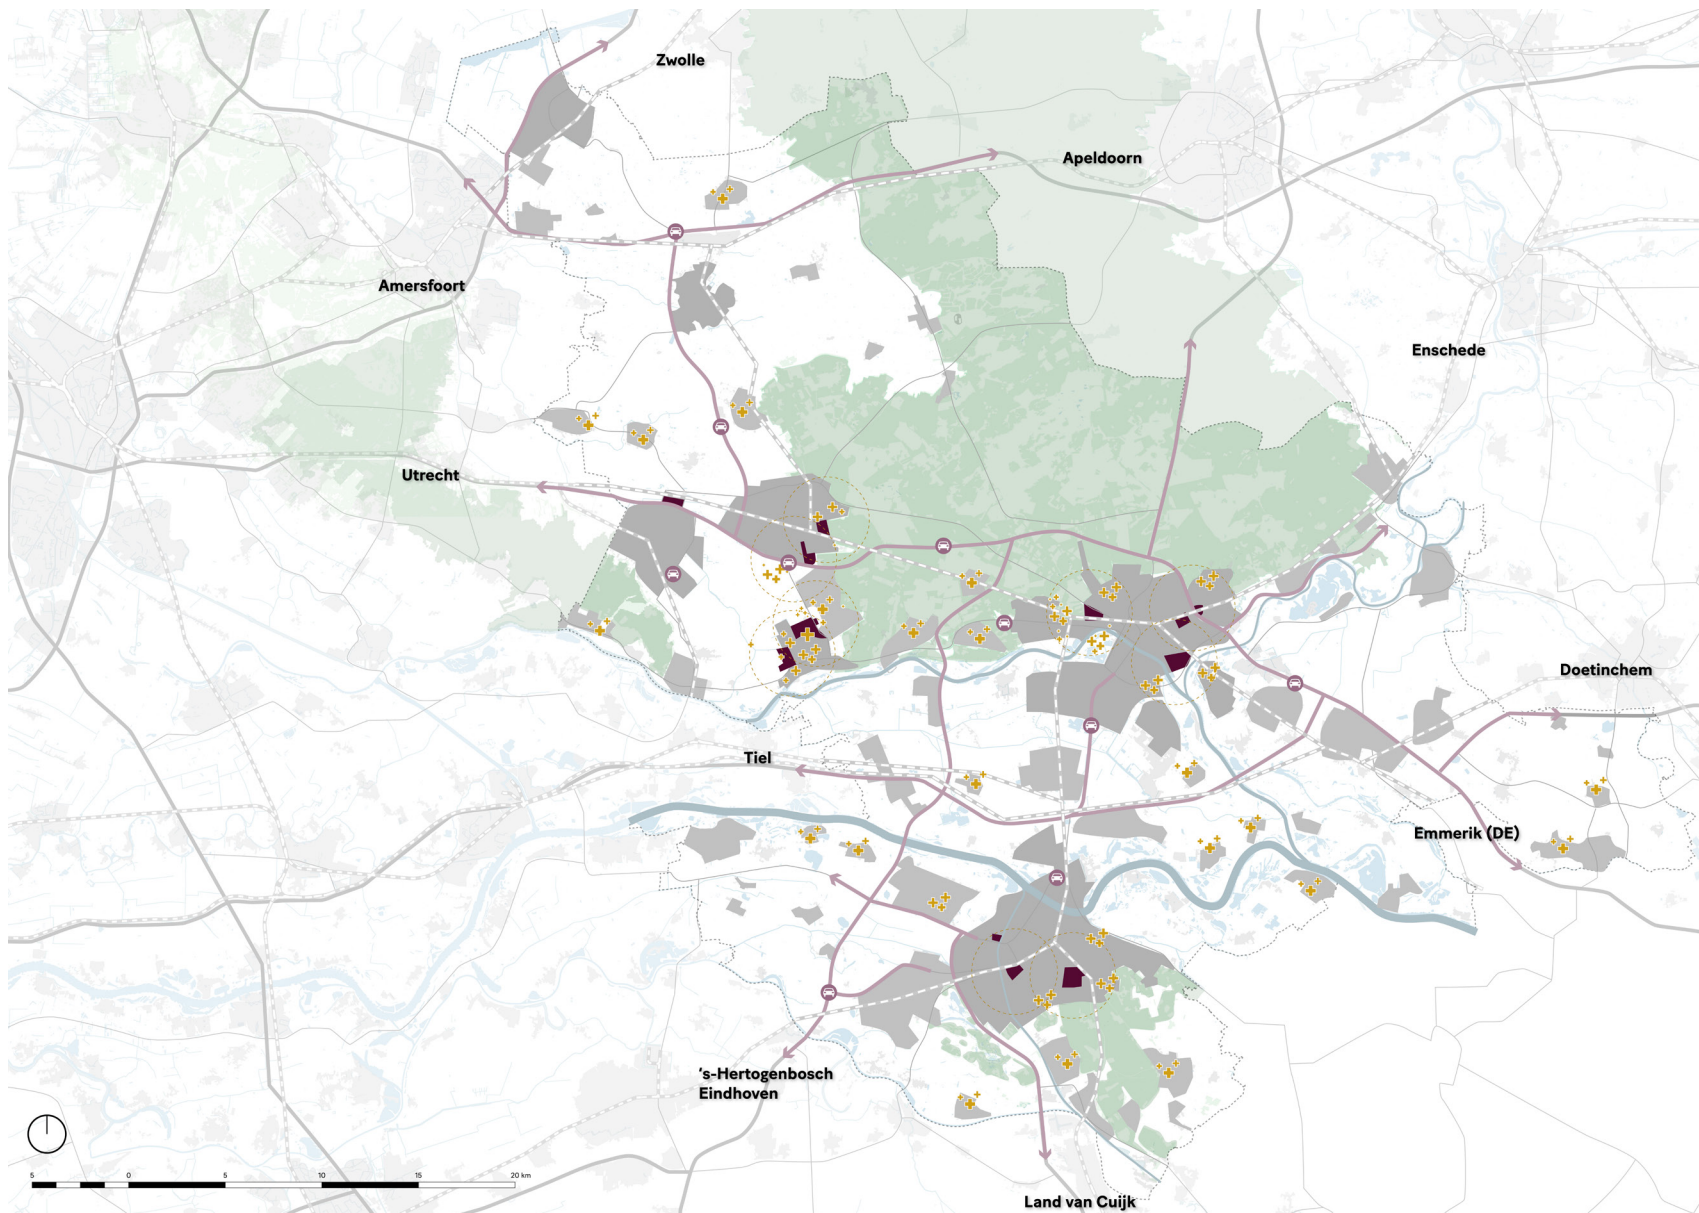 Zwolle
Apeldoorn
Amersfoort
Enschede
Utrecht
Doetinchem
Tiel
Emmerik (DE)
's-Hertogenbosch
Eindhoven
5 0 5 10 15 20 km
Land van Cuijk